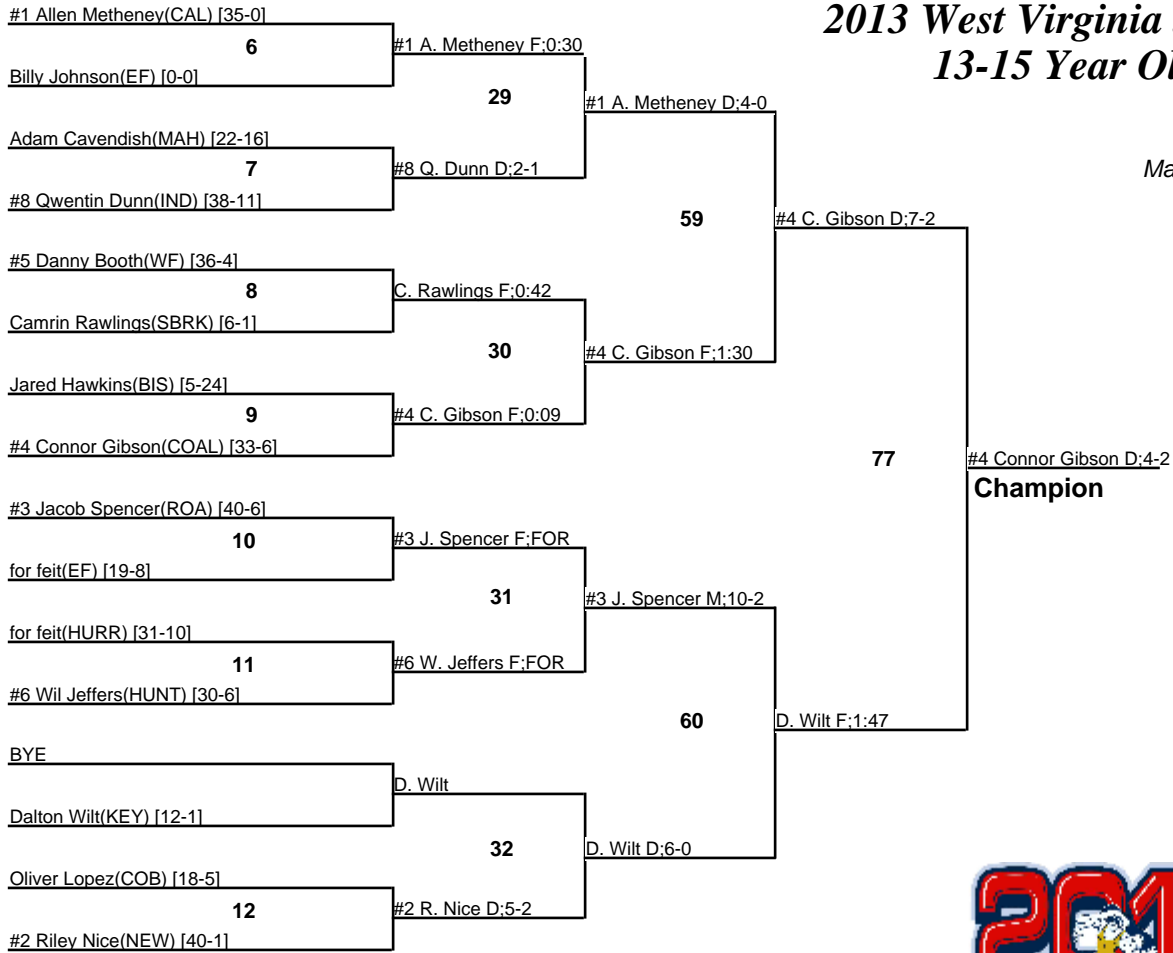 2013 West Virginia
13-15 Year Ol
Ma
#1 Allen Metheney(CAL) [35-0]
6
#1 A. Metheney F;0:30
Billy Johnson(EF) [0-0]
29
#1 A. Metheney D;4-0
Adam Cavendish(MAH) [22-16]
7
#8 Q. Dunn D;2-1
#8 Qwentin Dunn(IND) [38-11]
59
#4 C. Gibson D;7-2
#5 Danny Booth(WF) [36-4]
8
C. Rawlings F;0:42
Camrin Rawlings(SBRK) [6-1]
30
#4 C. Gibson F;1:30
Jared Hawkins(BIS) [5-24]
9
#4 C. Gibson F;0:09
#4 Connor Gibson(COAL) [33-6]
77
#4 Connor Gibson D;4-2
Champion
#3 Jacob Spencer(ROA) [40-6]
10
#3 J. Spencer F;FOR
for feit(EF) [19-8]
31
#3 J. Spencer M;10-2
for feit(HURR) [31-10]
11
#6 W. Jeffers F;FOR
#6 Wil Jeffers(HUNT) [30-6]
60
D. Wilt F;1:47
BYE
D. Wilt
Dalton Wilt(KEY) [12-1]
32
D. Wilt D;6-0
Oliver Lopez(COB) [18-5]
12
#2 R. Nice D;5-2
#2 Riley Nice(NEW) [40-1]
201